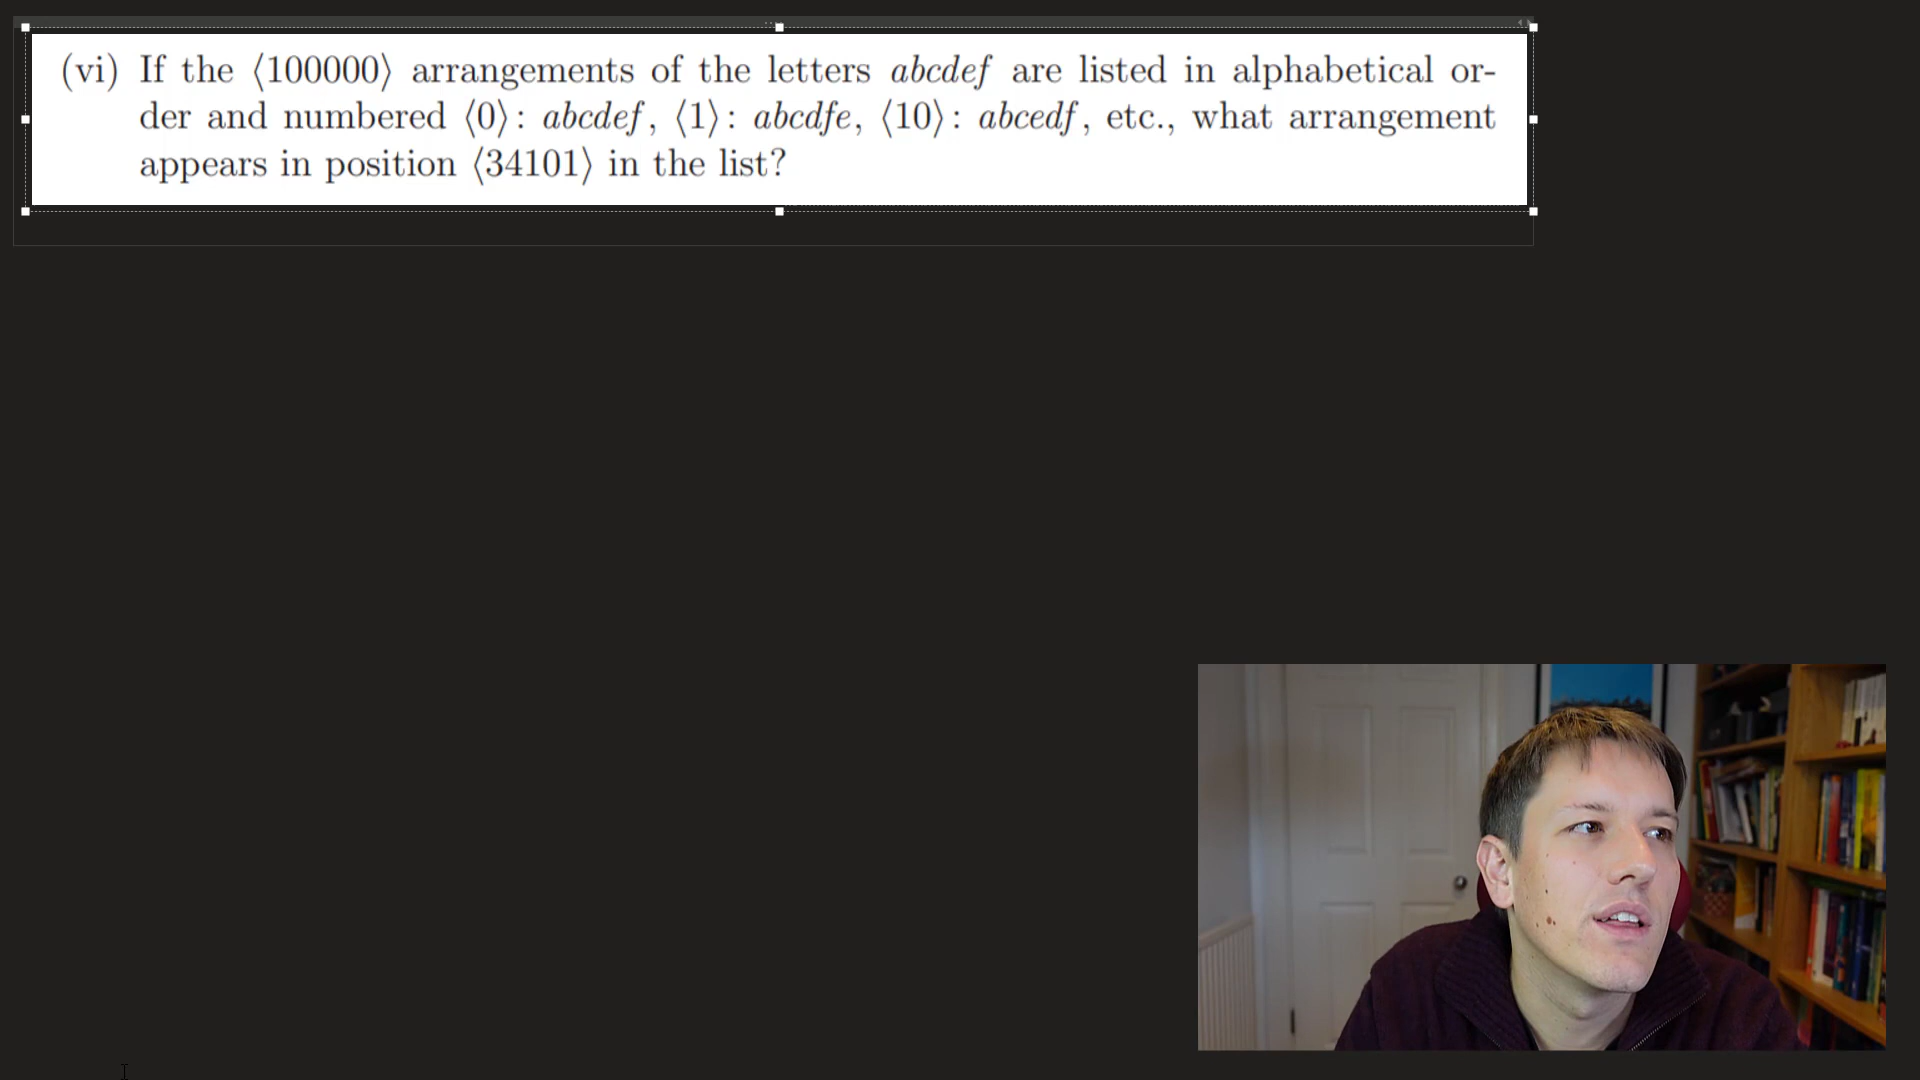 (vi) If the ⟨100000⟩ arrangements of the letters abcdef are listed in alphabetical or-
der and numbered ⟨0⟩: abcdef, ⟨1⟩: abcdfe, ⟨10⟩: abcedf, etc., what arrangement
appears in position ⟨34101⟩ in the list?